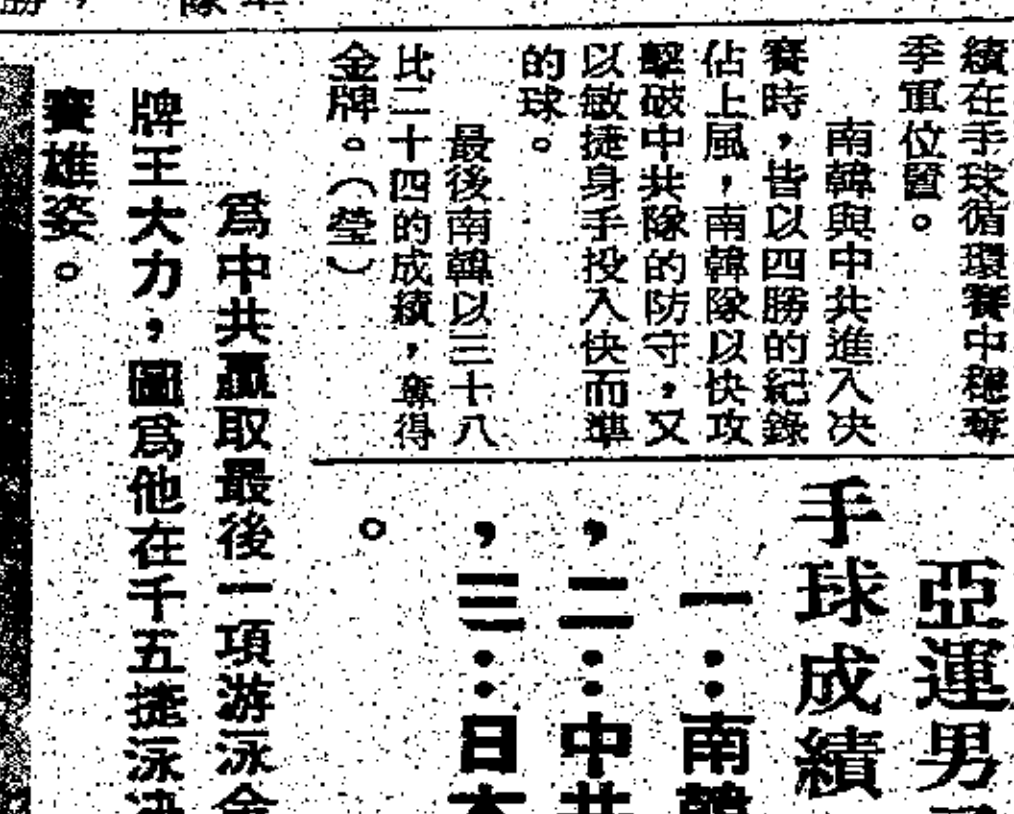 績在手球循環賽中穩奪
季軍位置。
南韓與中共進入決
賽時，皆以四勝的紀錄
佔上風，南韓隊以快攻
擊破中共隊的防守，又
以敏捷身手投入快而準
的球。
最後南韓以三十八
比二十四的成績，奪得
金牌。（瑩）
亞運男
手球成績
一：南韓
，二：中共
，三：日本
。
爲中共贏取最後一項游泳金
牌王大力，圖爲他在千五捷泳決
賽雄姿。